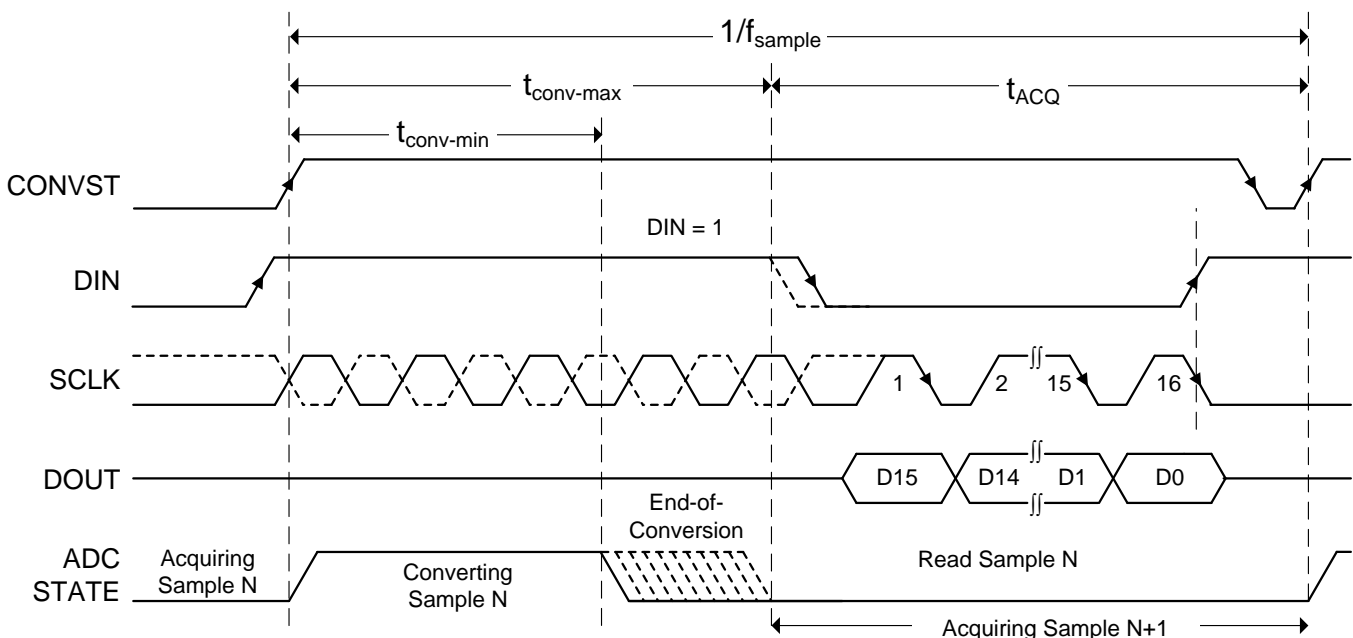 1/fsample
tconv-max
tACQ
tconv-min
CONVST
DIN = 1
DIN
SCLK
1
2
15
16
DOUT
D15
D14
D1
D0
End-of-
Conversion
ADC
STATE
Acquiring
Sample N
Converting
Sample N
Read Sample N
Acquiring Sample N+1